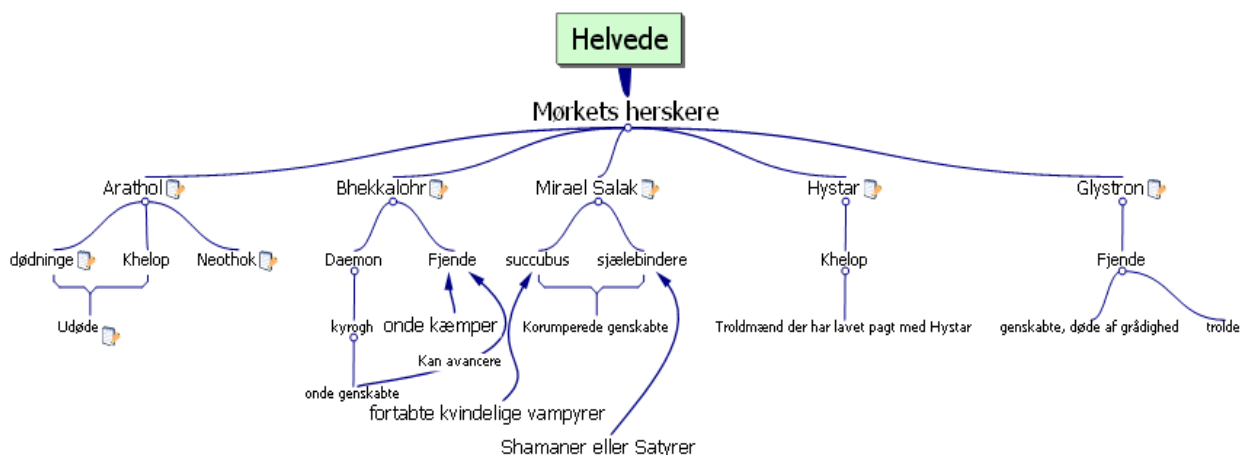 Helvede
Mørkets herskere
Arathol
Bhekkalohr
Mirael Salak
Hystar
Glystron
dødninge
Khelop
Neothok
Daemon
Fjende
succubus
sjælebindere
Khelop
Fjende
Udøde
kyrogh
onde kæmper
Korumperede genskabte
Troldmænd der har lavet pagt med Hystar
genskabte, døde af grådighed
trolde
Kan avancere
onde genskabte
fortabte kvindelige vampyrer
Shamaner eller Satyrer